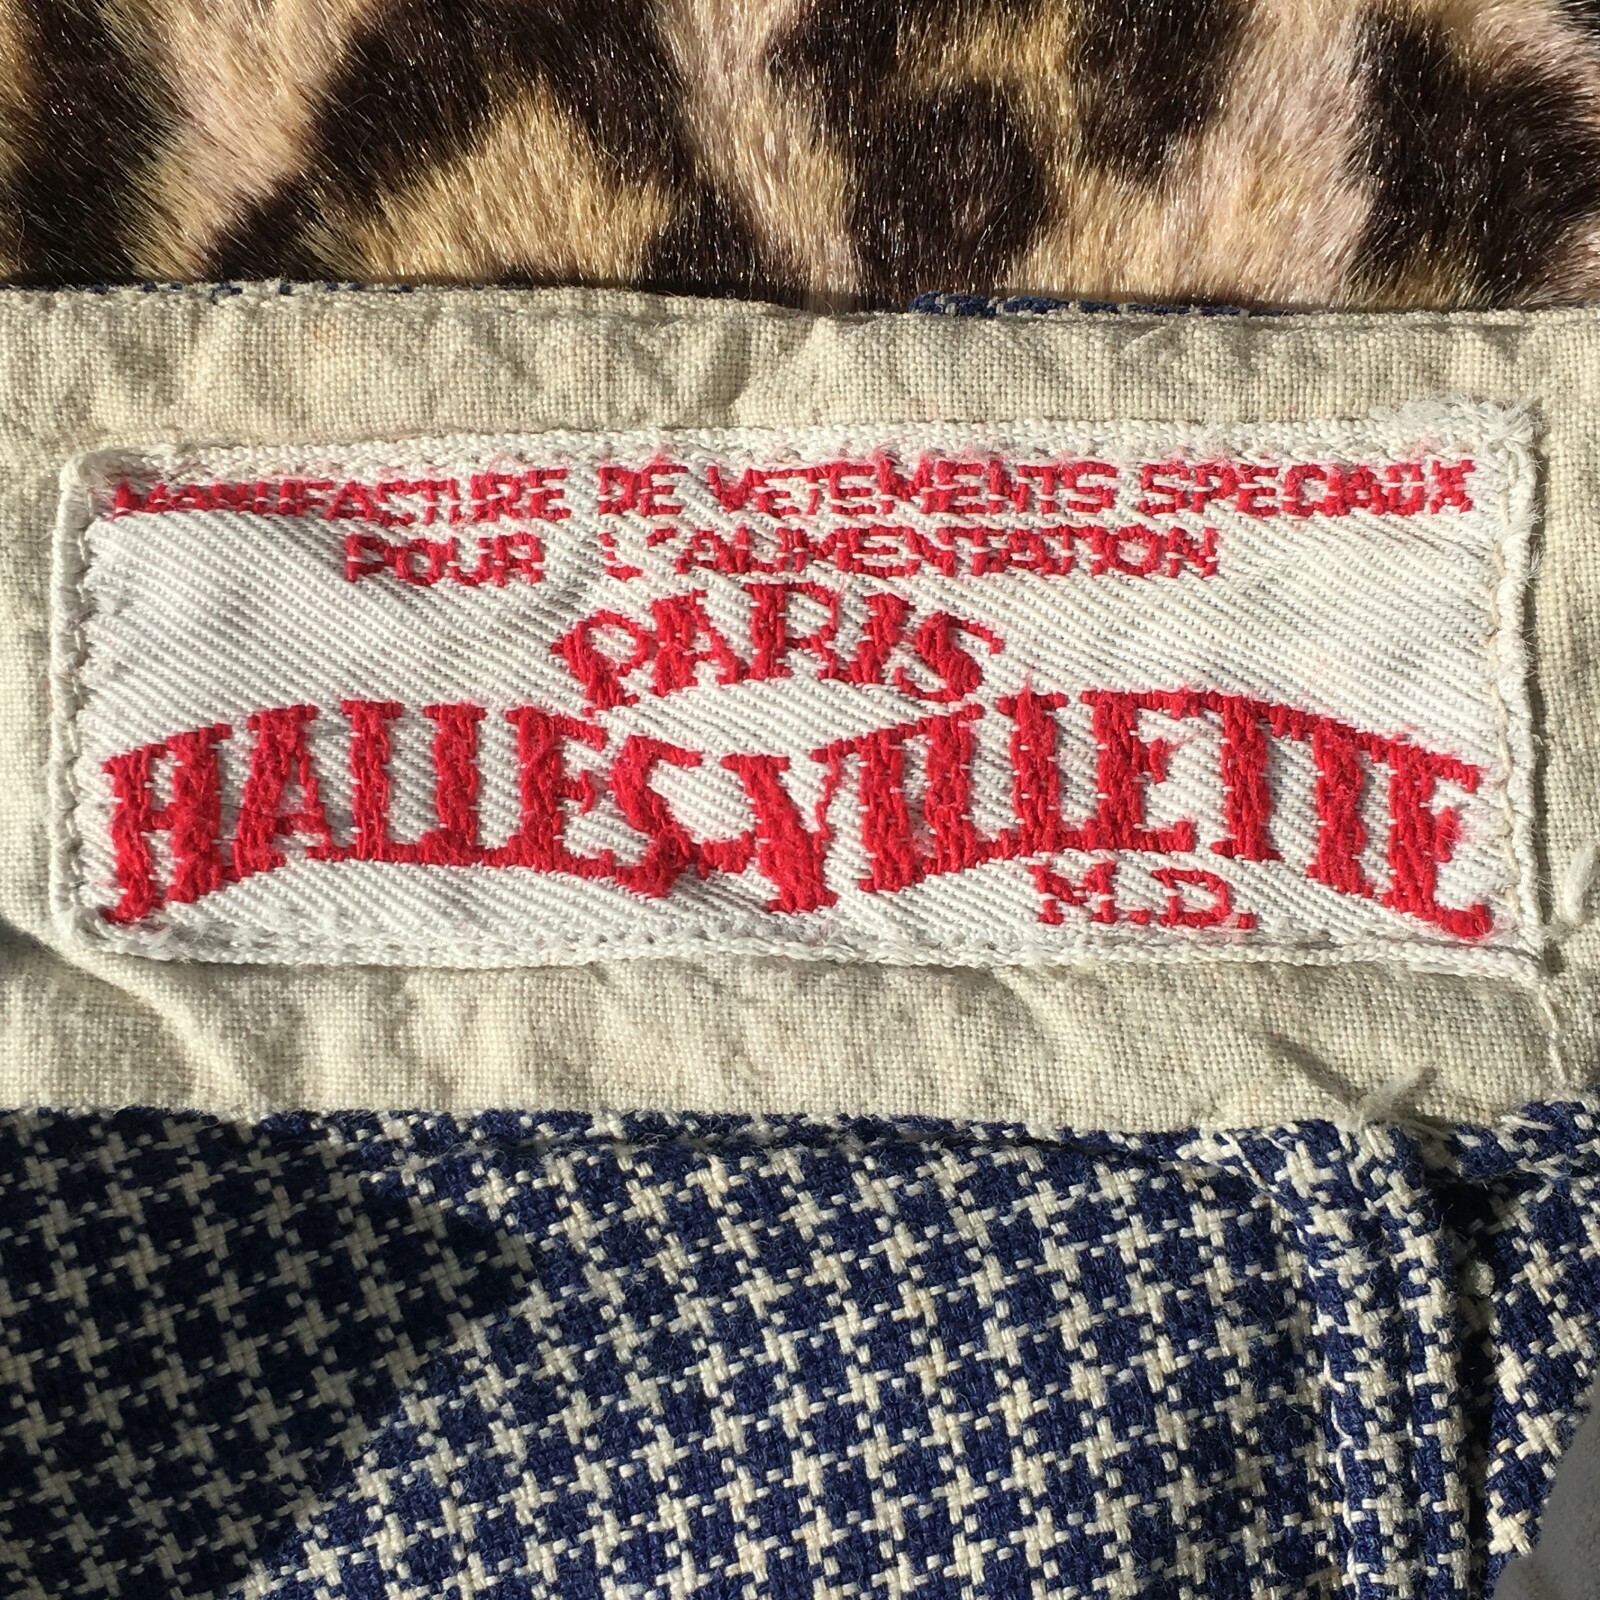 MANUFACTURE DE VETEMENTS SPECIAUX
POUR L'ALIMENTATION
PARIS
HALLES-VILLETTE
M.D.